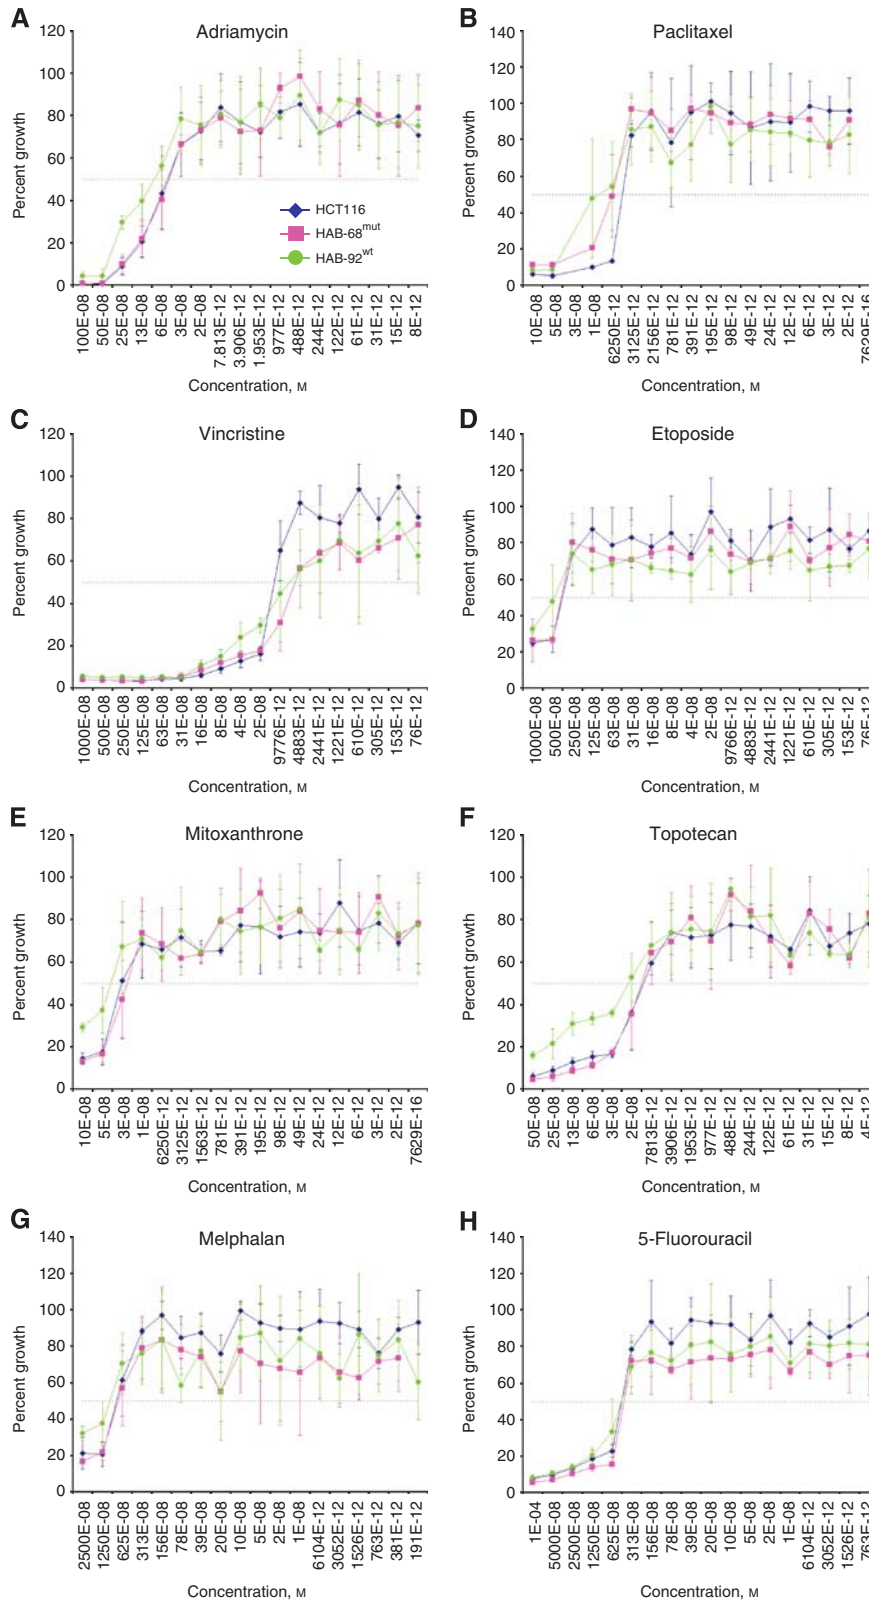 A
Adriamycin
Percent growth
120
100
80
60
40
20
0
HCT116
HAB-68mut
HAB-92wt
100E-08
50E-08
25E-08
13E-08
6E-08
3E-08
2E-08
7.813E-12
3.906E-12
1.953E-12
977E-12
488E-12
244E-12
122E-12
61E-12
31E-12
15E-12
8E-12
Concentration, M
B
Paclitaxel
Percent growth
140
120
100
80
60
40
20
0
10E-08
5E-08
3E-08
1E-08
6250E-12
3125E-12
2156E-12
781E-12
391E-12
195E-12
98E-12
49E-12
24E-12
12E-12
6E-12
3E-12
2E-12
7629E-16
Concentration, M
C
Vincristine
Percent growth
120
100
80
60
40
20
0
1000E-08
500E-08
250E-08
125E-08
63E-08
31E-08
16E-08
8E-08
4E-08
2E-08
9776E-12
4883E-12
2441E-12
1221E-12
610E-12
305E-12
153E-12
76E-12
Concentration, M
D
Etoposide
Percent growth
140
120
100
80
60
40
20
0
1000E-08
500E-08
250E-08
125E-08
63E-08
31E-08
16E-08
8E-08
4E-08
2E-08
9766E-12
4883E-12
2441E-12
1221E-12
610E-12
305E-12
153E-12
76E-12
Concentration, M
E
Mitoxanthrone
Percent growth
120
100
80
60
40
20
0
10E-08
5E-08
3E-08
1E-08
6250E-12
3125E-12
1563E-12
781E-12
391E-12
195E-12
98E-12
49E-12
24E-12
12E-12
6E-12
3E-12
2E-12
7629E-16
Concentration, M
F
Topotecan
Percent growth
120
100
80
60
40
20
0
50E-08
25E-08
13E-08
6E-08
3E-08
2E-08
7813E-12
3906E-12
1953E-12
977E-12
488E-12
244E-12
122E-12
61E-12
31E-12
15E-12
8E-12
4E-12
Concentration, M
G
Melphalan
Percent growth
140
120
100
80
60
40
20
0
2500E-08
1250E-08
625E-08
313E-08
156E-08
78E-08
39E-08
20E-08
10E-08
5E-08
2E-08
1E-08
6104E-12
3052E-12
1526E-12
763E-12
381E-12
191E-12
Concentration, M
H
5-Fluorouracil
Percent growth
140
120
100
80
60
40
20
0
1E-04
5000E-08
2500E-08
1250E-08
625E-08
313E-08
156E-08
78E-08
39E-08
20E-08
10E-08
5E-08
2E-08
1E-08
6104E-12
3052E-12
1526E-12
763E-12
Concentration, M